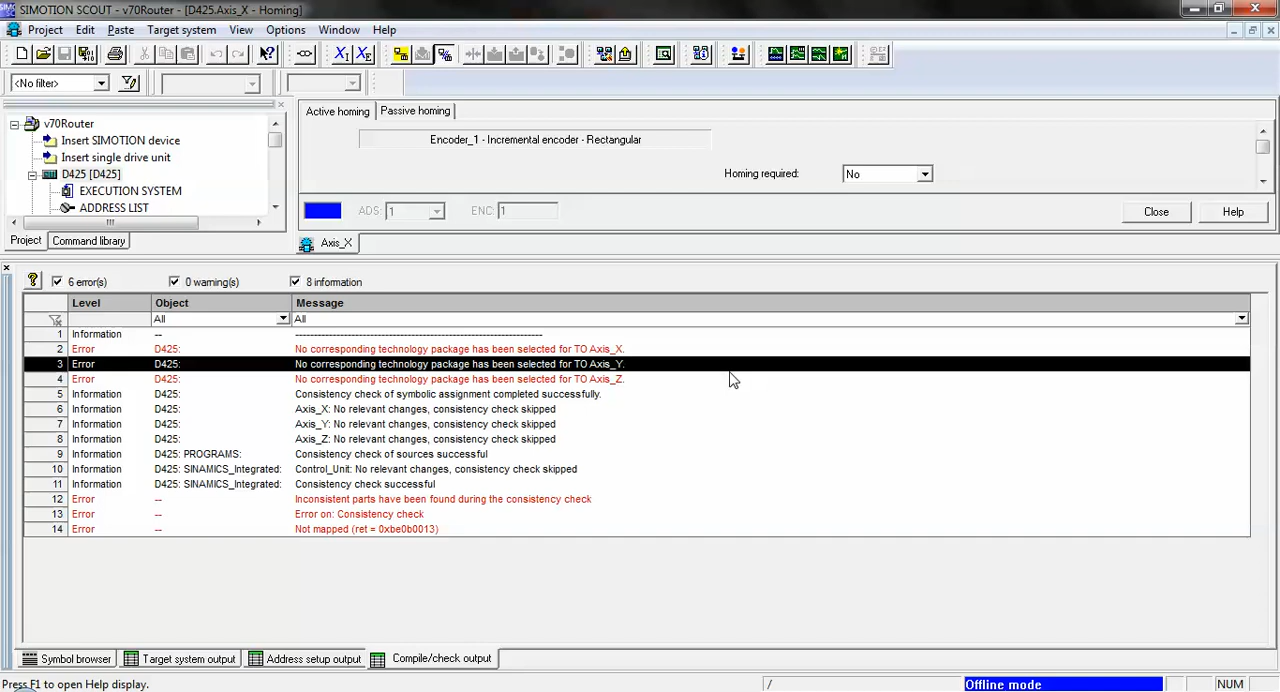 SIMOTION SCOUT - v70Router - [D425.Axis_X - Homing]
Project Edit Paste Target system View Options Window Help
<No filter>
Active homing Passive homing
Encoder_1 - Incremental encoder - Rectangular
Homing required: No
ADS: 1 ENC: 1 Close Help
Axis_X
v70Router
Insert SIMOTION device
Insert single drive unit
D425 [D425]
EXECUTION SYSTEM
ADDRESS LIST
Project Command library
6 error(s) 0 warning(s) 8 information
Level Object Message
All All
1 Information -- --------------------------------------------------------------
2 Error D425: No corresponding technology package has been selected for TO Axis_X.
3 Error D425: No corresponding technology package has been selected for TO Axis_Y.
4 Error D425: No corresponding technology package has been selected for TO Axis_Z.
5 Information D425: Consistency check of symbolic assignment completed successfully.
6 Information D425: Axis_X: No relevant changes, consistency check skipped
7 Information D425: Axis_Y: No relevant changes, consistency check skipped
8 Information D425: Axis_Z: No relevant changes, consistency check skipped
9 Information D425: PROGRAMS: Consistency check of sources successful
10 Information D425: SINAMICS_Integrated: Control_Unit: No relevant changes, consistency check skipped
11 Information D425: SINAMICS_Integrated: Consistency check successful
12 Error -- Inconsistent parts have been found during the consistency check
13 Error -- Error on: Consistency check
14 Error -- Not mapped (ret = 0xbe0b0013)
Symbol browser Target system output Address setup output Compile/check output
Press F1 to open Help display. Offline mode NUM